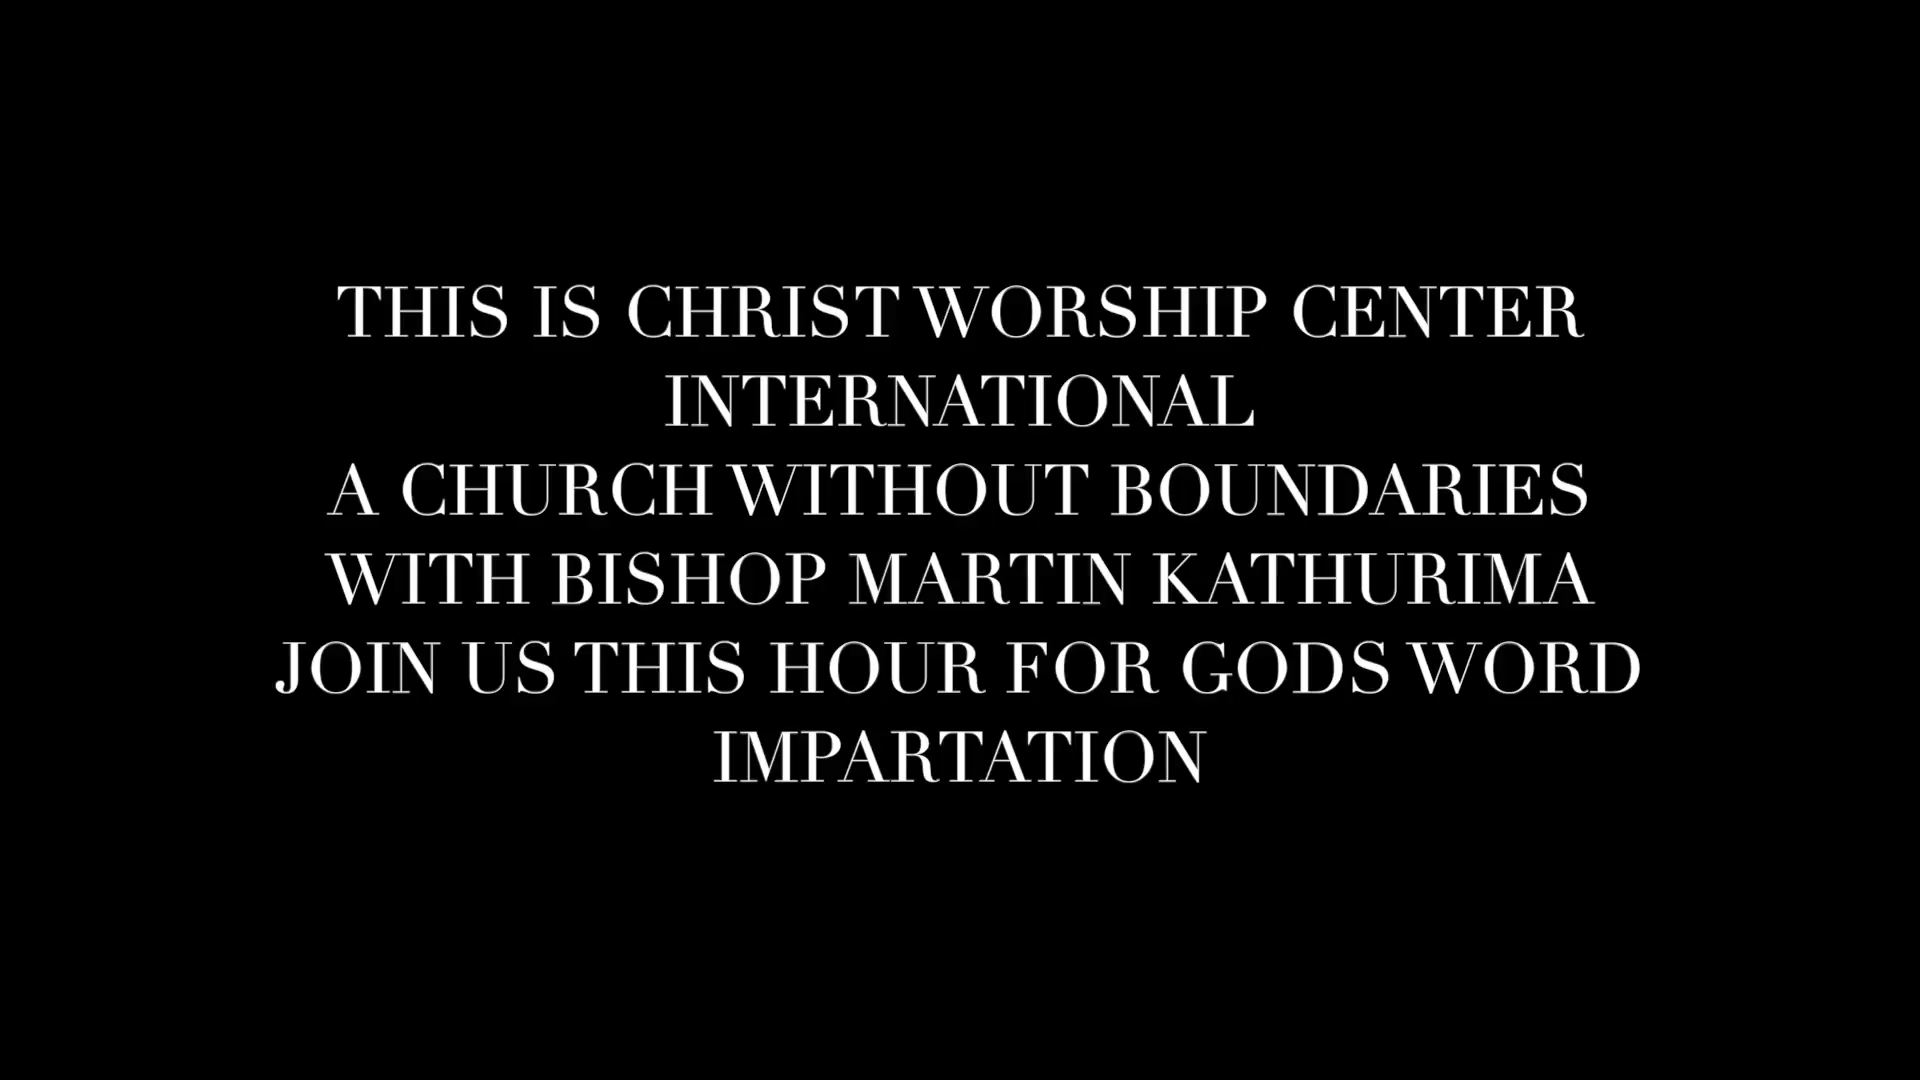 THIS IS CHRIST WORSHIP CENTER
INTERNATIONAL
A CHURCH WITHOUT BOUNDARIES
WITH BISHOP MARTIN KATHURIMA
JOIN US THIS HOUR FOR GODS WORD
IMPARTATION